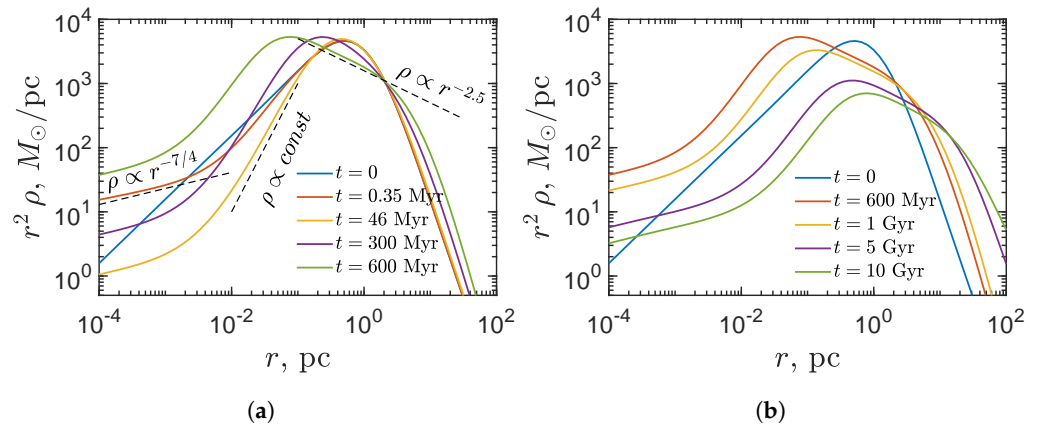 10^4
10^3
10^2
10^1
10^0
r^2 ρ, M_⊙/pc
ρ ∝ r^{-7/4}
ρ ∝ const
ρ ∝ r^{-2.5}
t = 0
t = 0.35 Myr
t = 46 Myr
t = 300 Myr
t = 600 Myr
10^{-4} 10^{-2} 10^0 10^2
r, pc
(a)
10^4
10^3
10^2
10^1
10^0
r^2 ρ, M_⊙/pc
t = 0
t = 600 Myr
t = 1 Gyr
t = 5 Gyr
t = 10 Gyr
10^{-4} 10^{-2} 10^0 10^2
r, pc
(b)